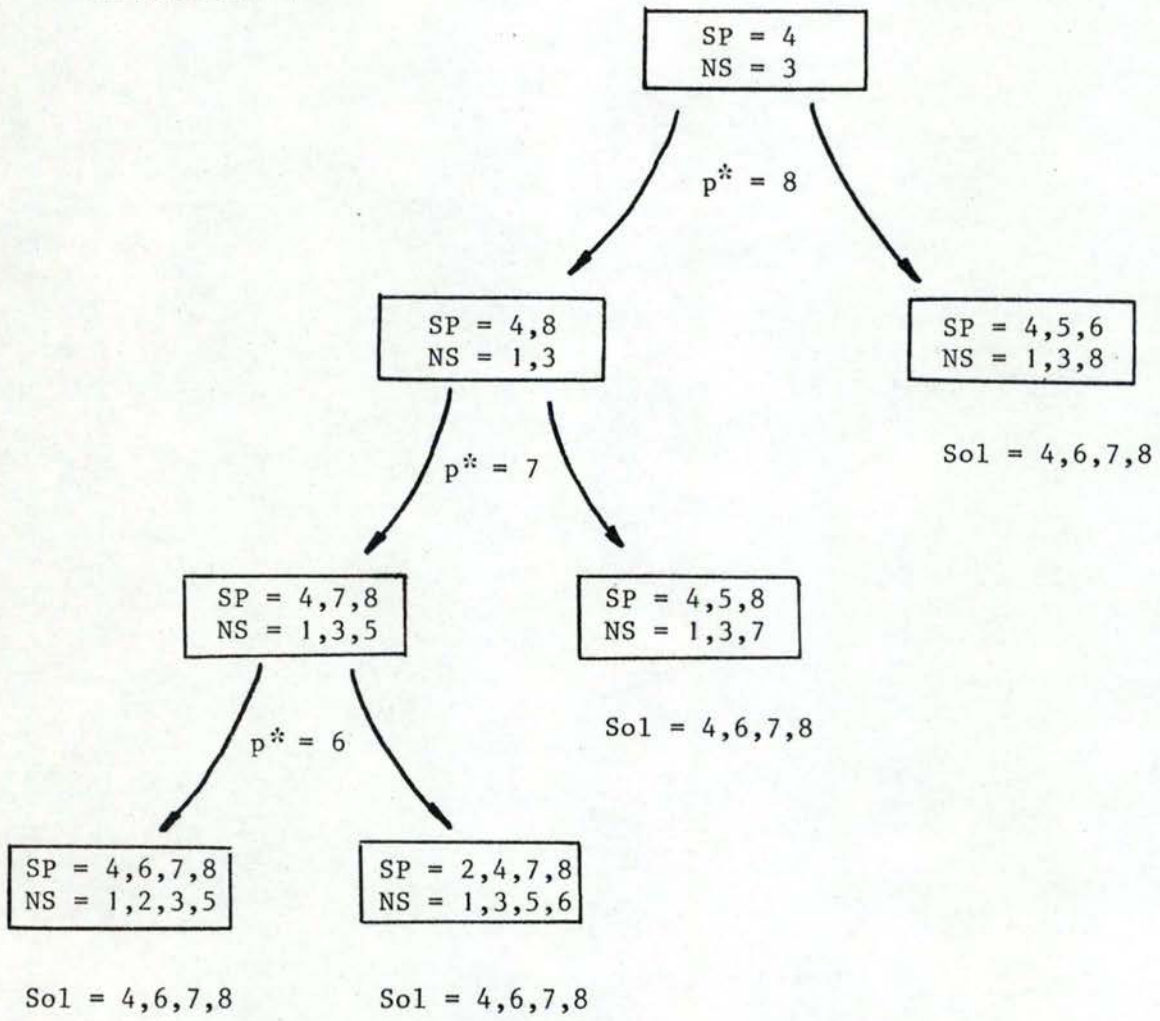 SP = 4
NS = 3
p* = 8
SP = 4,8
NS = 1,3
SP = 4,5,6
NS = 1,3,8
Sol = 4,6,7,8
p* = 7
SP = 4,7,8
NS = 1,3,5
SP = 4,5,8
NS = 1,3,7
Sol = 4,6,7,8
p* = 6
SP = 4,6,7,8
NS = 1,2,3,5
SP = 2,4,7,8
NS = 1,3,5,6
Sol = 4,6,7,8
Sol = 4,6,7,8